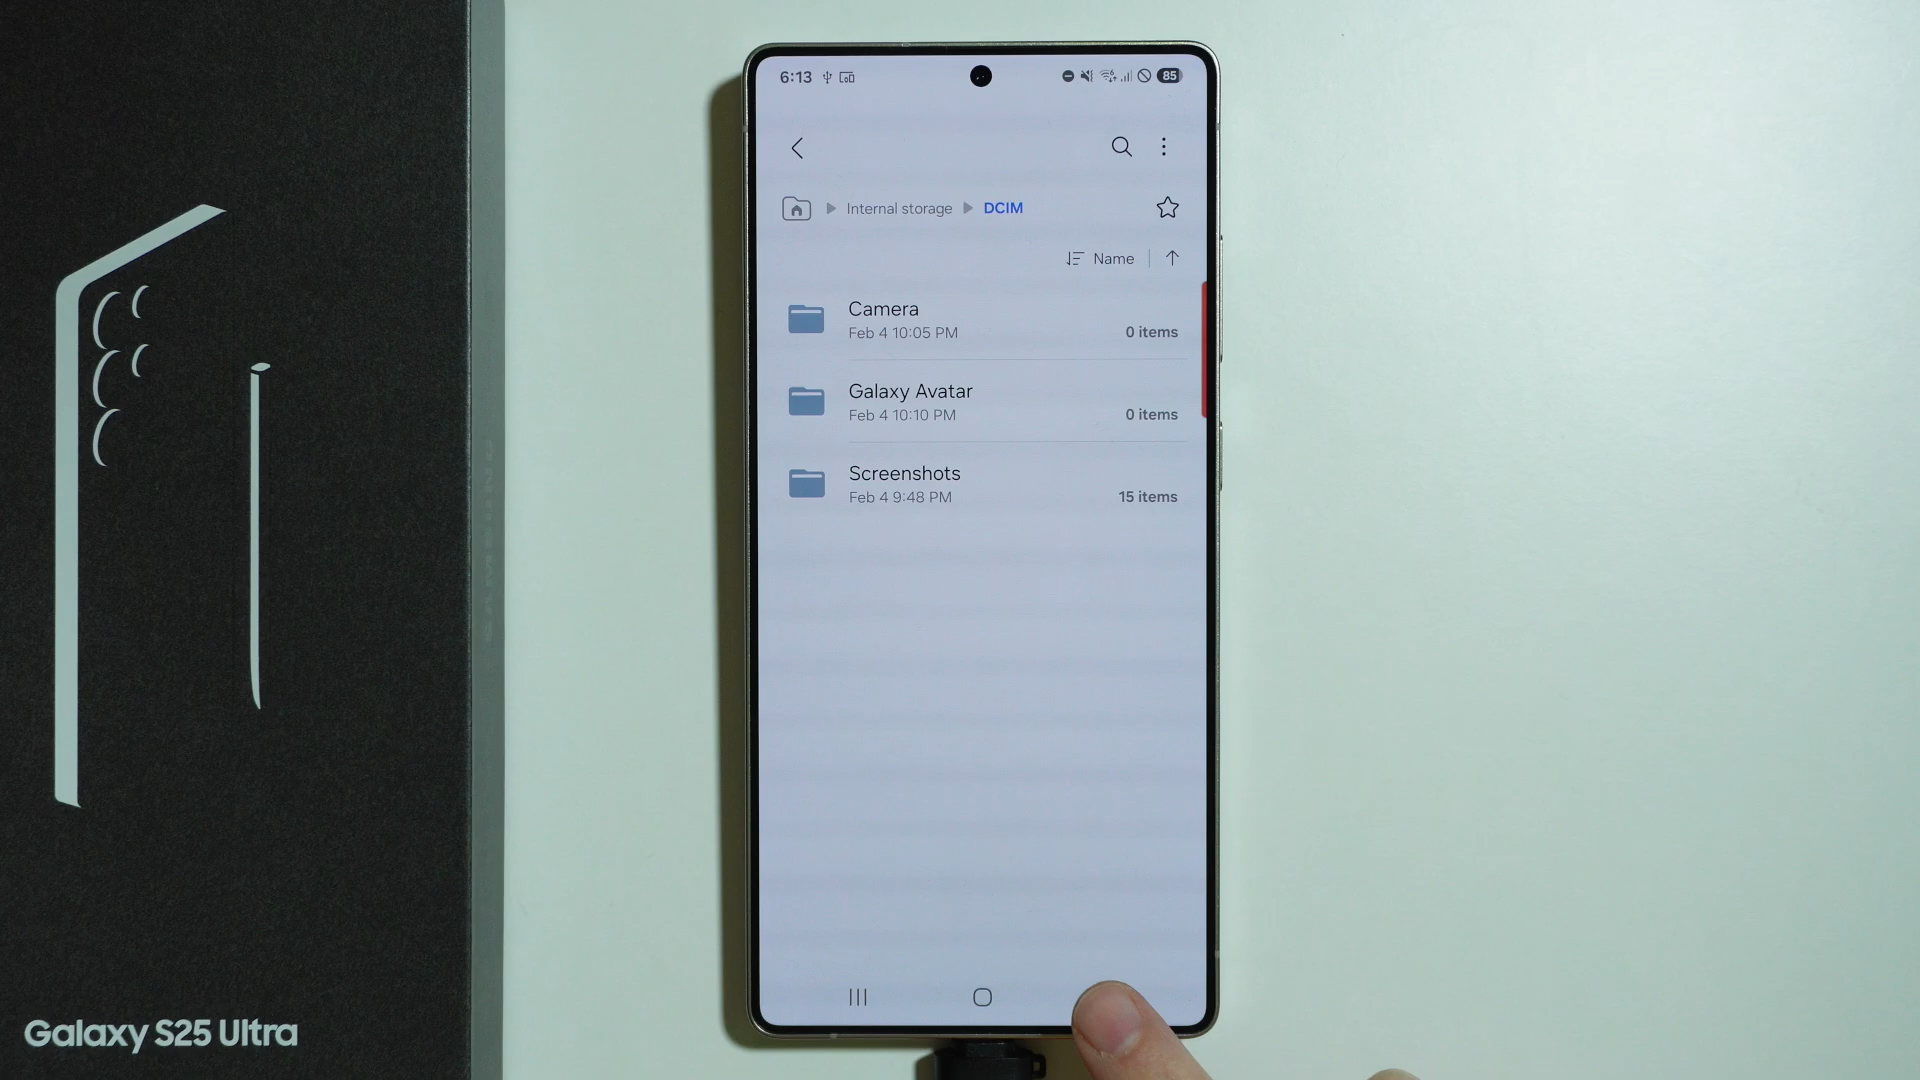 6:13
85
Internal storage
DCIM
Name
Camera
Feb 4 10:05 PM
0 items
Galaxy Avatar
Feb 4 10:10 PM
0 items
Screenshots
Feb 4 9:48 PM
15 items
SAMSUNG
Galaxy S25 Ultra